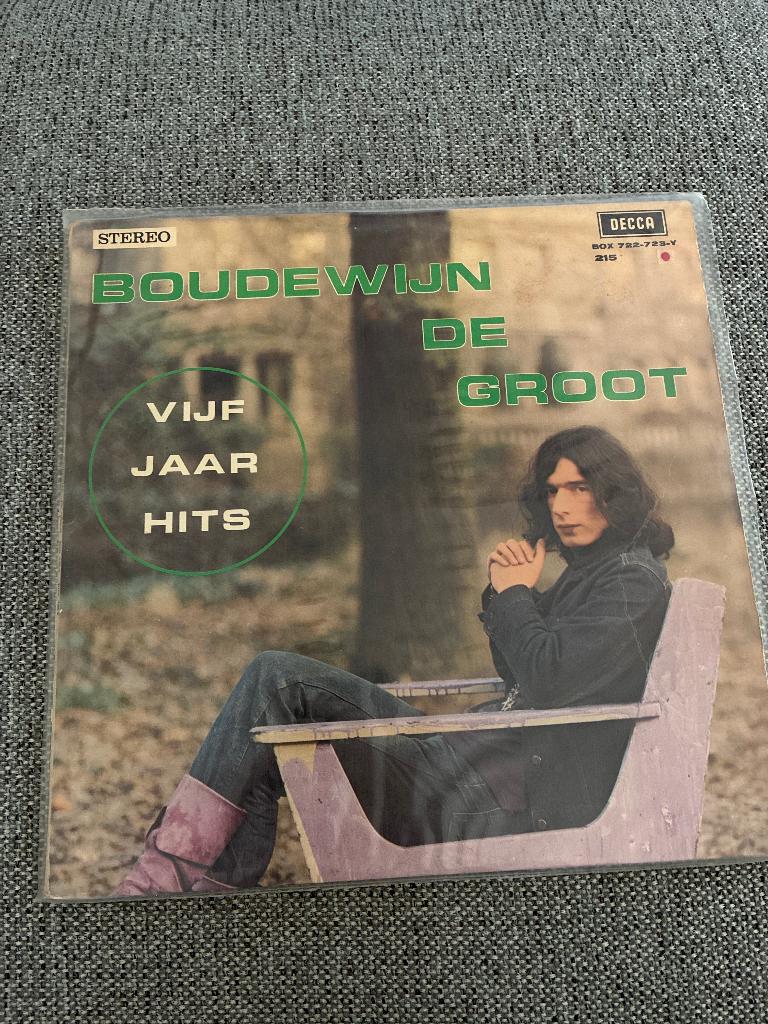 STEREO
DECCA
BOX 722-723-Y
215
BOUDEWIJN
DE
GROOT
VIJF
JAAR
HITS